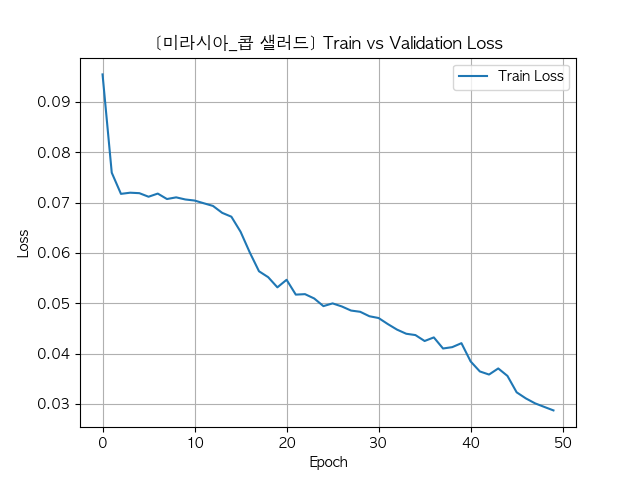 [미라시아_콥 샐러드] Train vs Validation Loss
Train Loss
0.09
0.08
0.07
0.06
0.05
0.04
0.03
Loss
0 10 20 30 40 50
Epoch